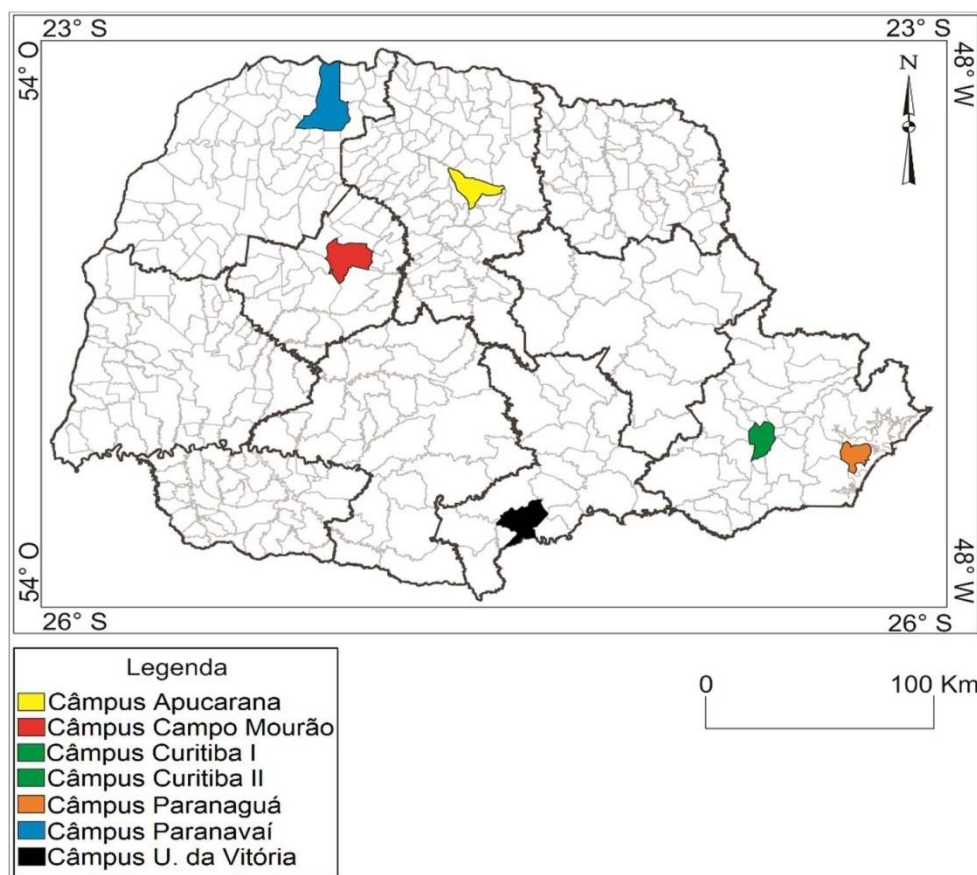 23° S
23° S
54° O
48° W
N
54° O
48° W
26° S
26° S
Legenda
Câmpus Apucarana
Câmpus Campo Mourão
Câmpus Curitiba I
Câmpus Curitiba II
Câmpus Paranaguá
Câmpus Paranavaí
Câmpus U. da Vitória
0
100 Km